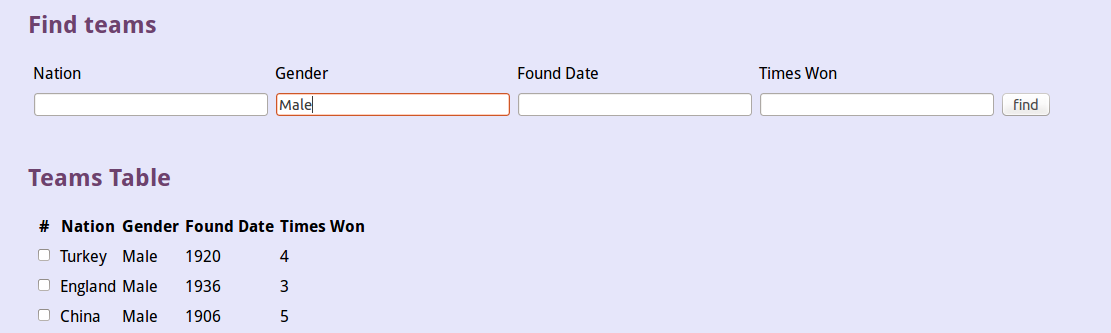 Find teams
Nation Gender Found Date Times Won
Male find
Teams Table
# Nation Gender Found Date Times Won
Turkey Male 1920 4
England Male 1936 3
China Male 1906 5